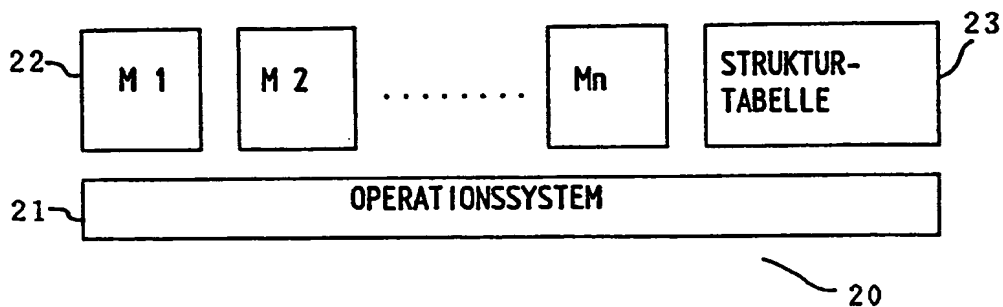 23
22 M 1 M 2 ........ Mn STRUKTUR-
TABELLE
21 OPERATIONSSYSTEM
20